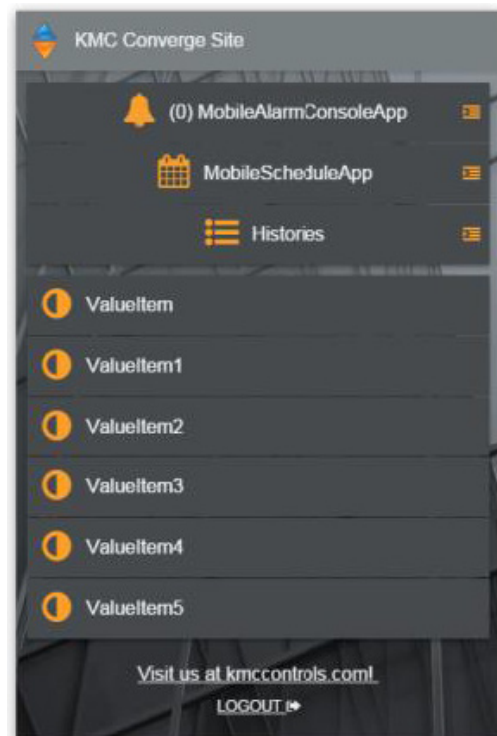 KMC Converge Site
(0) MobileAlarmConsoleApp
MobileScheduleApp
Histories
ValueItem
ValueItem1
ValueItem2
ValueItem3
ValueItem4
ValueItem5
Visit us at kmccontrols.com!
LOGOUT